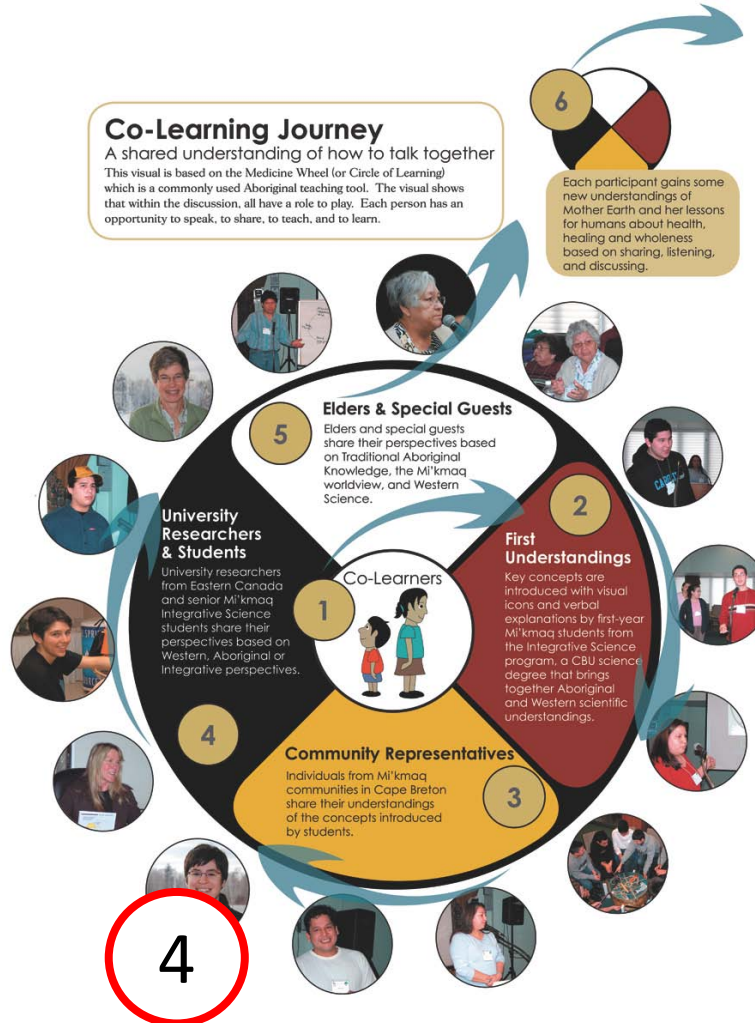 Co-Learning Journey
A shared understanding of how to talk together
This visual is based on the Medicine Wheel (or Circle of Learning)
which is a commonly used Aboriginal teaching tool. The visual shows
that within the discussion, all have a role to play. Each person has an
opportunity to speak, to share, to teach, and to learn.
6
Each participant gains some
new understandings of
Mother Earth and her lessons
for humans about health,
healing and wholeness
based on sharing, listening,
and discussing.
5
Elders & Special Guests
Elders and special guests
share their perspectives based
on Traditional Aboriginal
Knowledge, the Mi'kmaq
worldview, and Western
Science.
2
First
Understandings
Key concepts are
introduced with visual
icons and verbal
explanations by first-year
Mi'kmaq students from
the Integrative Science
program, a CBU science
degree that brings
together Aboriginal
and Western scientific
understandings.
University
Researchers
& Students
University researchers
from Eastern Canada
and senior Mi'kmaq
Integrative Science
students share their
perspectives based on
Western, Aboriginal or
Integrative perspectives.
4
Co-Learners
1
Community Representatives
Individuals from Mi'kmaq
communities in Cape Breton
share their understandings
of the concepts introduced
by students.
3
4